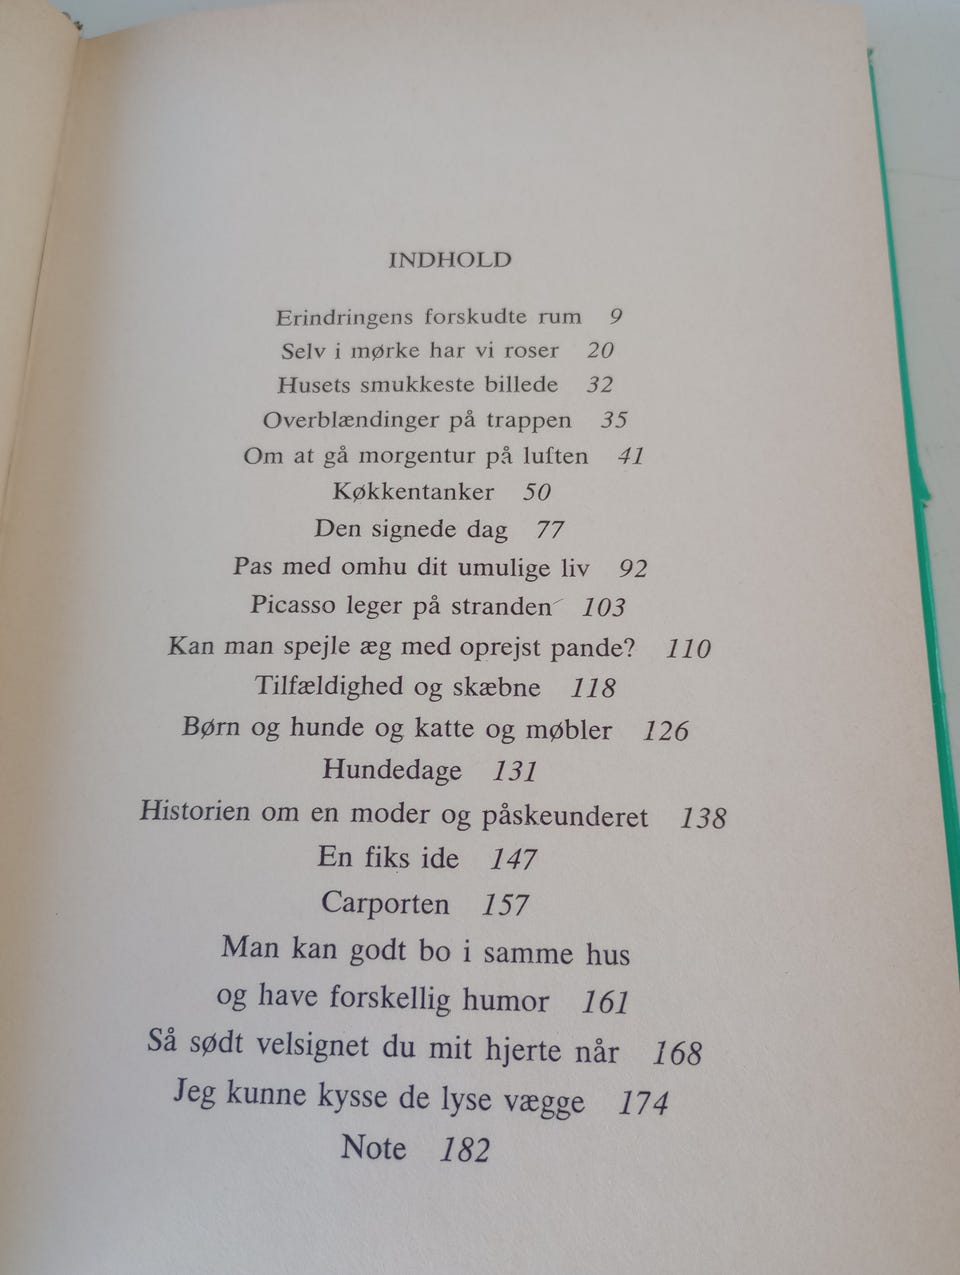 INDHOLD
Erindringens forskudte rum 9
Selv i mørke har vi roser 20
Husets smukkeste billede 32
Overblændinger på trappen 35
Om at gå morgentur på luften 41
Køkkentanker 50
Den signede dag 77
Pas med omhu dit umulige liv 92
Picasso leger på stranden 103
Kan man spejle æg med oprejst pande? 110
Tilfældighed og skæbne 118
Børn og hunde og katte og møbler 126
Hundedage 131
Historien om en moder og påskeunderet 138
En fiks ide 147
Carporten 157
Man kan godt bo i samme hus
og have forskellig humor 161
Så sødt velsignet du mit hjerte når 168
Jeg kunne kysse de lyse vægge 174
Note 182